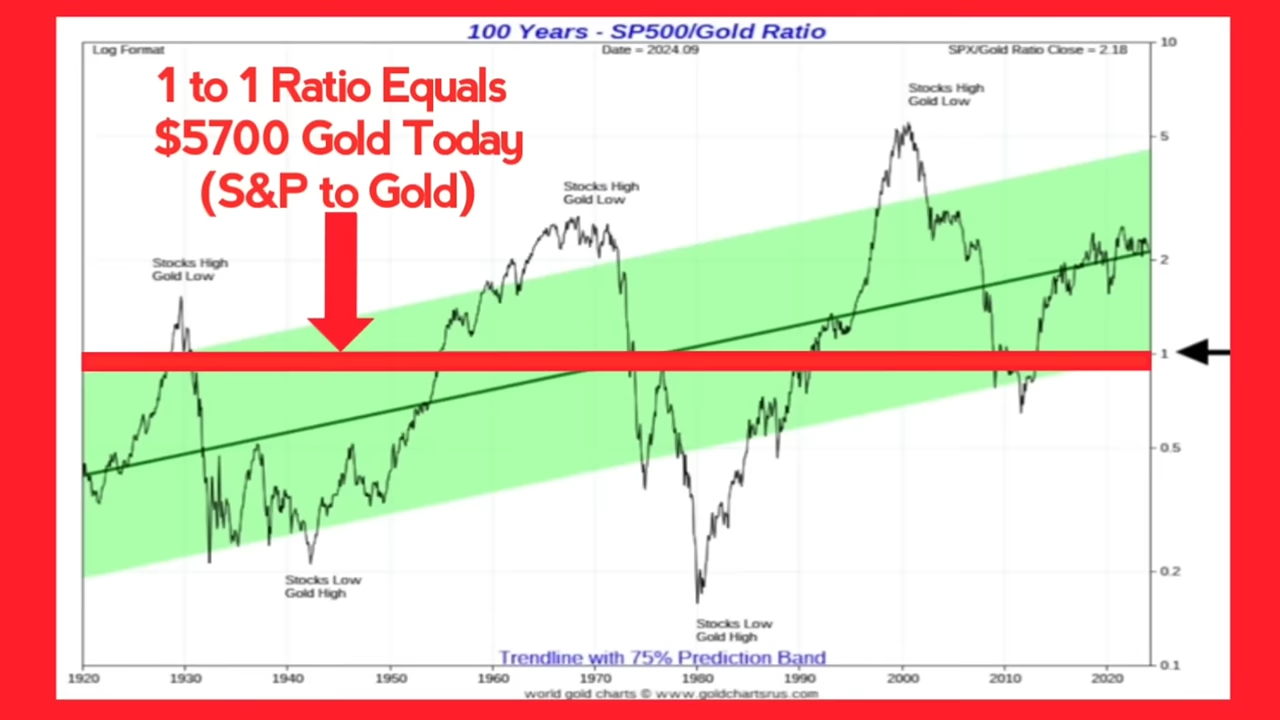 100 Years - SP500/Gold Ratio
Log Format
Date = 2024.09
SPX/Gold Ratio Close = 2.18
1 to 1 Ratio Equals
$5700 Gold Today
(S&P to Gold)
Stocks High
Gold Low
Stocks High
Gold Low
Stocks High
Gold Low
Stocks Low
Gold High
Stocks Low
Gold High
10
5
2
1
0.5
0.2
0.1
Trendline with 75% Prediction Band
1920 1930 1940 1950 1960 1970 1980 1990 2000 2010 2020
world gold charts © www.goldchartsrus.com